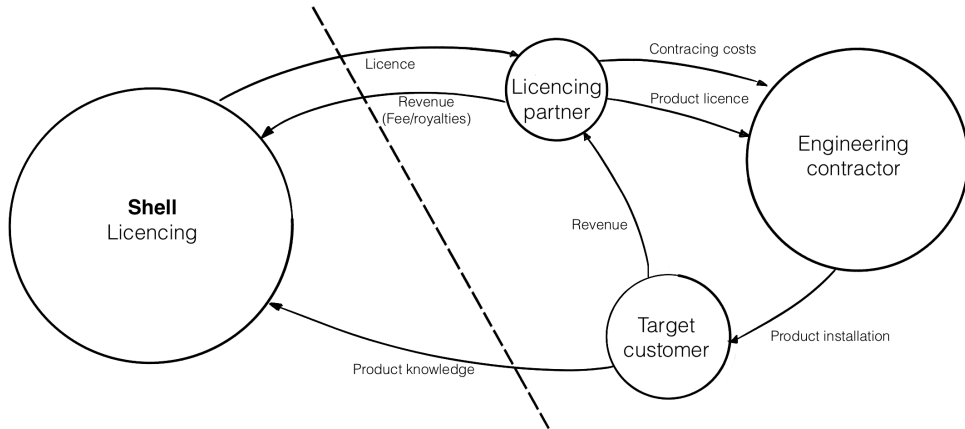 Contracing costs
Licence
Licencing
partner
Product licence
Revenue
(Fee/royalties)
Engineering
contractor
Shell
Licencing
Revenue
Target
customer
Product installation
Product knowledge